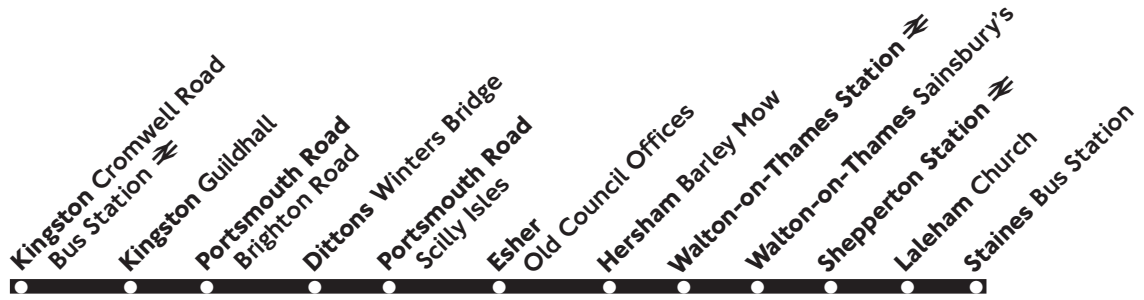 Kingston Cromwell Road
Bus Station
Kingston Guildhall
Portsmouth Road
Brighton Road
Dittons Winters Bridge
Portsmouth Road
Scilly Isles
Esher
Old Council Offices
Hersham Barley Mow
Walton-on-Thames Station
Walton-on-Thames Sainsbury's
Shepperton Station
Laleham Church
Staines Bus Station